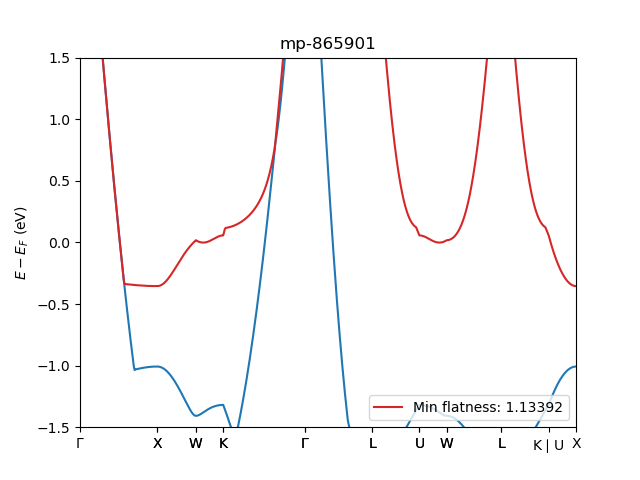 mp-865901
E − E_F (eV)
1.5
1.0
0.5
0.0
−0.5
−1.0
−1.5
Min flatness: 1.13392
Γ X W K Γ L U W L K | U X